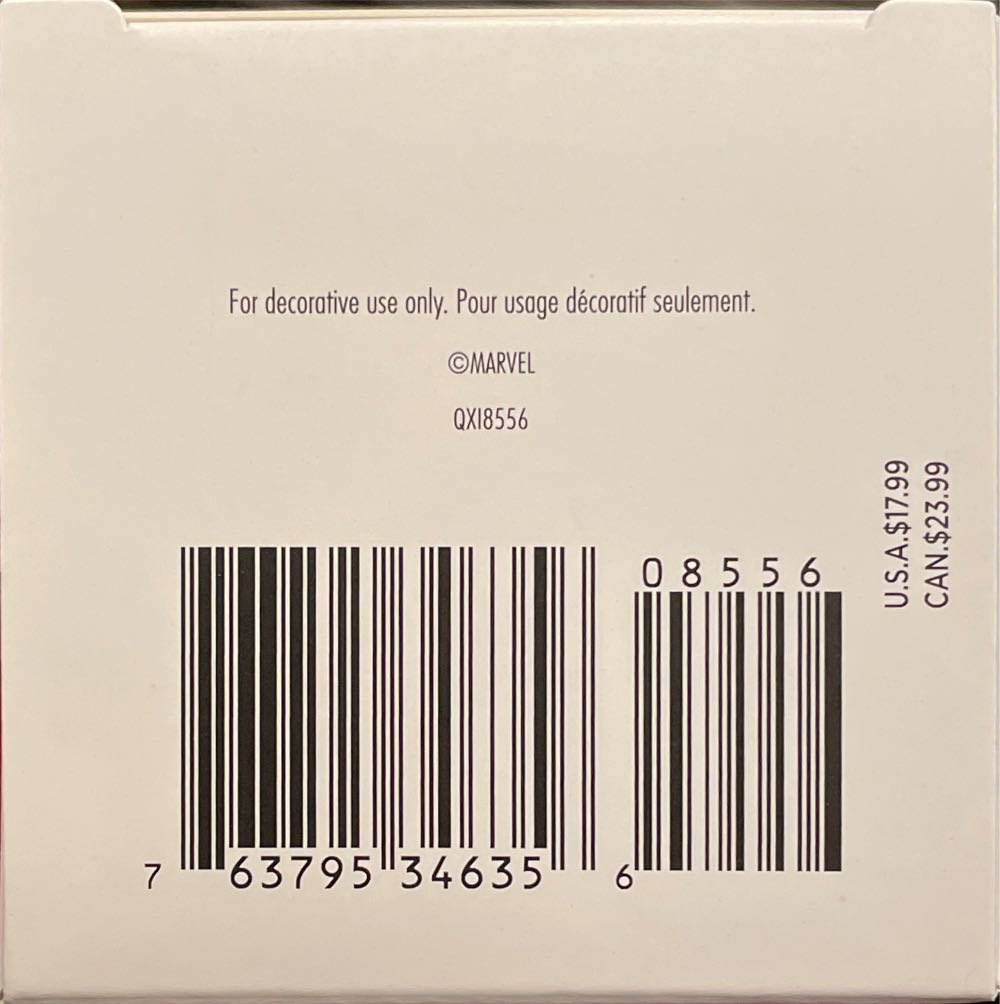 For decorative use only. Pour usage décoratif seulement.
©MARVEL
QXI8556
U.S.A.$17.99
CAN.$23.99
08556
7 63795 34635 6